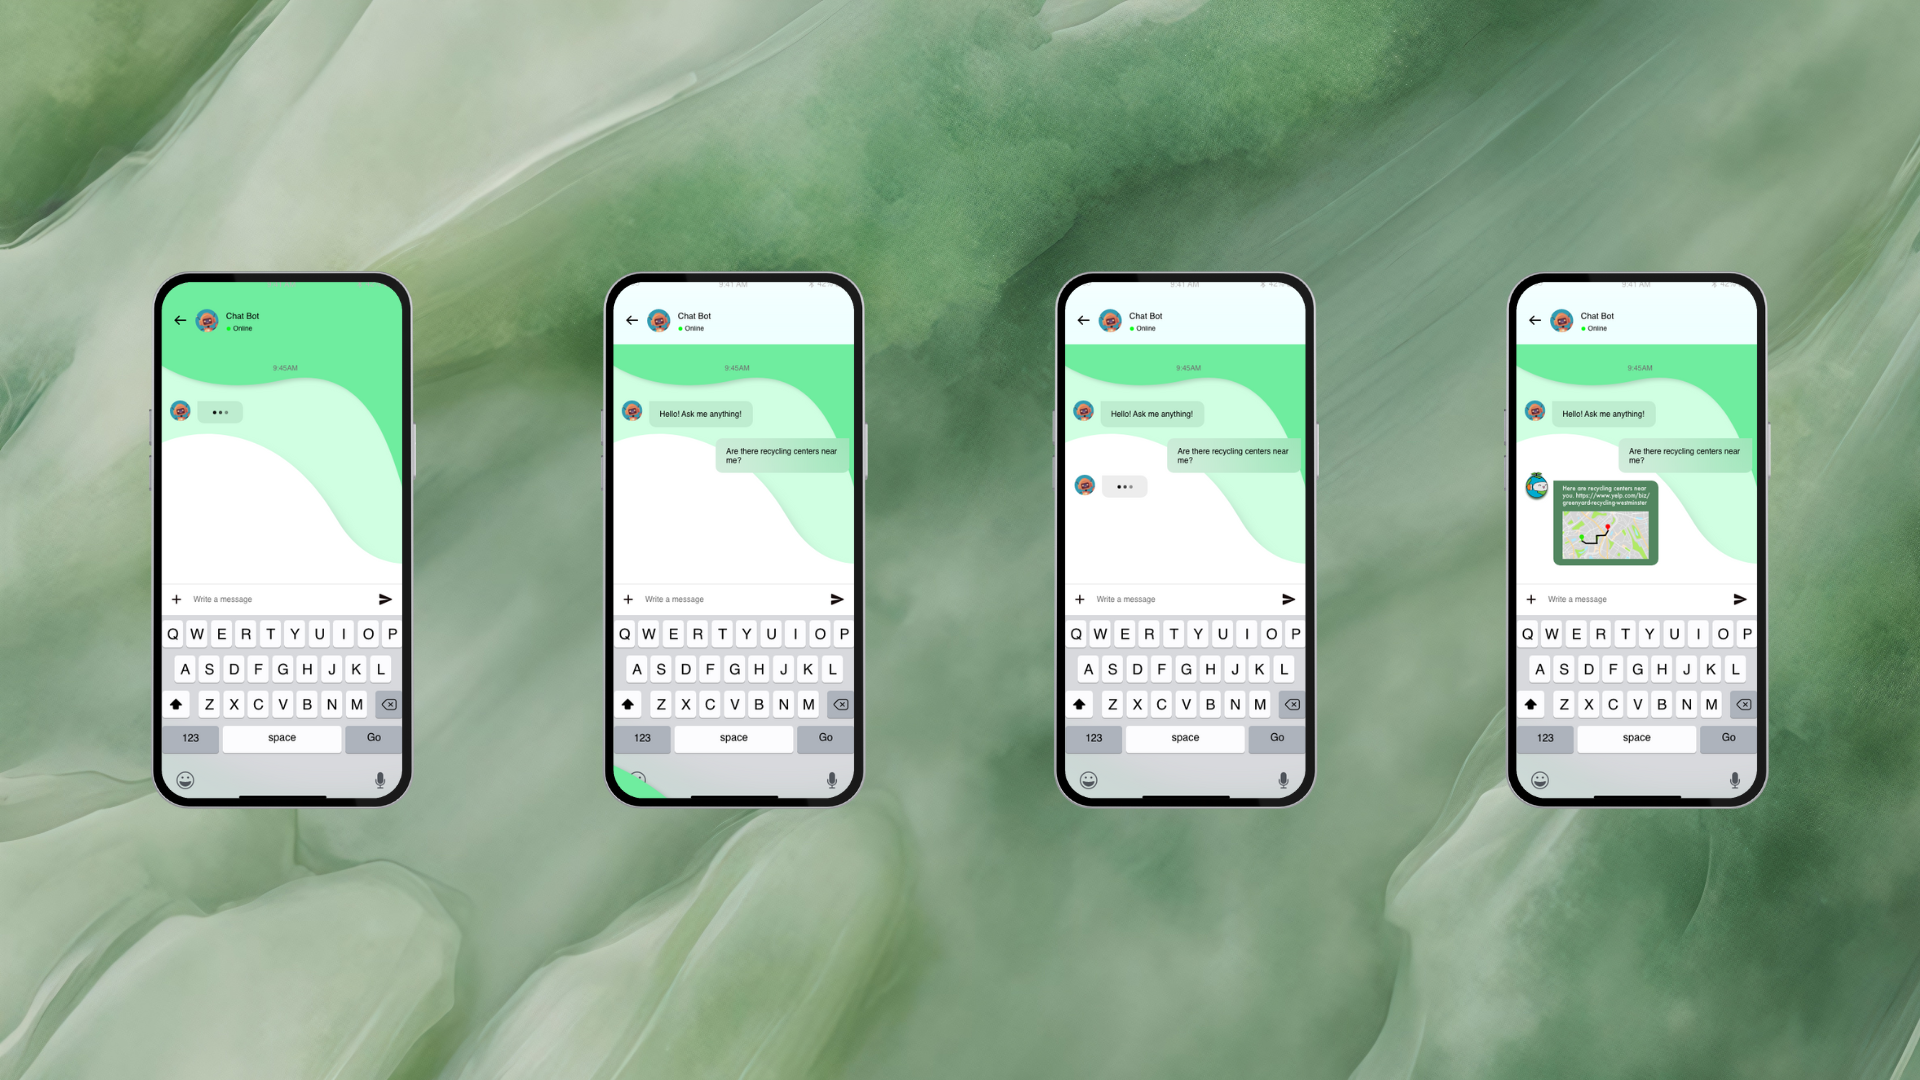 Chat Bot
Online
9:45AM
Write a message
Q W E R T Y U I O P
A S D F G H J K L
Z X C V B N M
123 space Go
9:41 AM 42%
Chat Bot
Online
9:45AM
Hello! Ask me anything!
Are there recycling centers near
me?
Write a message
Q W E R T Y U I O P
A S D F G H J K L
Z X C V B N M
123 space Go
9:41 AM 42%
Chat Bot
Online
9:45AM
Hello! Ask me anything!
Are there recycling centers near
me?
Write a message
Q W E R T Y U I O P
A S D F G H J K L
Z X C V B N M
123 space Go
9:41 AM 42%
Chat Bot
Online
9:45AM
Hello! Ask me anything!
Are there recycling centers near
me?
Here are recycling centers near
you. https://www.yelp.com/biz/
greenyard-recycling-westminster
Write a message
Q W E R T Y U I O P
A S D F G H J K L
Z X C V B N M
123 space Go